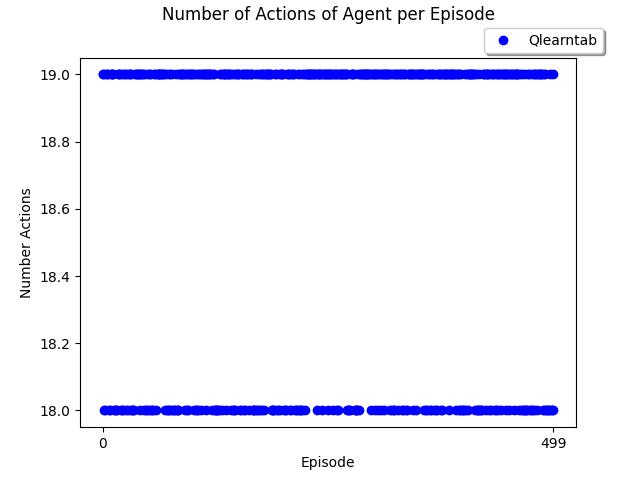 Number of Actions of Agent per Episode
Qlearntab
19.0
18.8
18.6
18.4
18.2
18.0
Number Actions
0
499
Episode